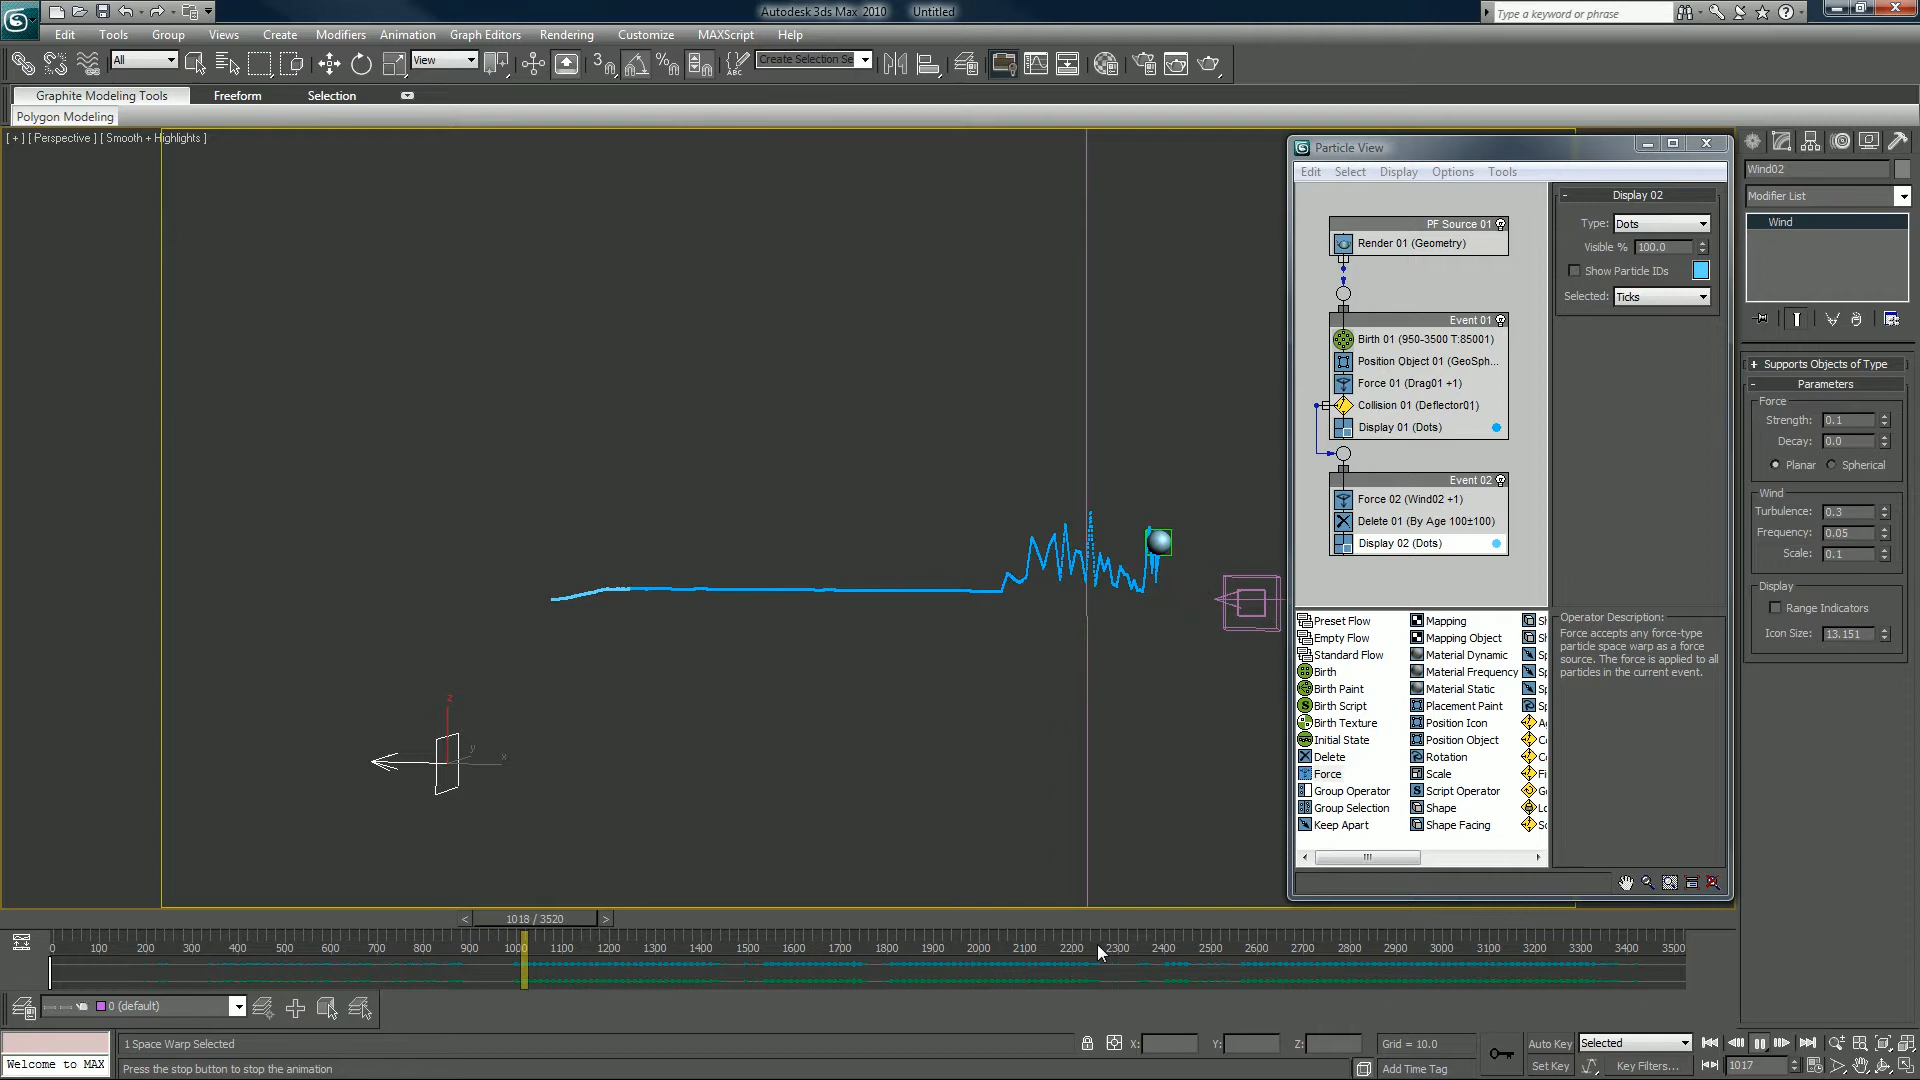 Autodesk 3ds Max 2010 Untitled
Type a keyword or phrase
Edit Tools Group Views Create Modifiers Animation Graph Editors Rendering Customize MAXScript Help
All
View
Create Selection Se
Graphite Modeling Tools Freeform Selection
Polygon Modeling
[ + ] [ Perspective ] [ Smooth + Highlights ]
Particle View
Edit Select Display Options Tools
PF Source 01
Render 01 (Geometry)
Event 01
Birth 01 (950-3500 T:85001)
Position Object 01 (GeoSph...
Force 01 (Drag01 +1)
Collision 01 (Deflector01)
Display 01 (Dots)
Event 02
Force 02 (Wind02 +1)
Delete 01 (By Age 100±100)
Display 02 (Dots)
Display 02
Type: Dots
Visible % 100.0
Show Particle IDs
Selected: Ticks
Preset Flow
Empty Flow
Standard Flow
Birth
Birth Paint
Birth Script
Birth Texture
Initial State
Delete
Force
Group Operator
Group Selection
Keep Apart
Mapping
Mapping Object
Material Dynamic
Material Frequency
Material Static
Placement Paint
Position Icon
Position Object
Rotation
Scale
Script Operator
Shape
Shape Facing
Operator Description:
Force accepts any force-type
particle space warp as a force
source. The force is applied to all
particles in the current event.
Wind02
Modifier List
Wind
Supports Objects of Type
Parameters
Force
Strength: 0.1
Decay: 0.0
Planar Spherical
Wind
Turbulence: 0.3
Frequency: 0.05
Scale: 0.1
Display
Range Indicators
Icon Size: 13.151
z
y
x
< 1018 / 3520 >
0 100 200 300 400 500 600 700 800 900 1000 1100 1200 1300 1400 1500 1600 1700 1800 1900 2000 2100 2200 2300 2400 2500 2600 2700 2800 2900 3000 3100 3200 3300 3400 3500
0 (default)
Welcome to MAX
1 Space Warp Selected
Press the stop button to stop the animation
X: Y: Z: Grid = 10.0
Add Time Tag
Auto Key Selected
Set Key Key Filters...
1017